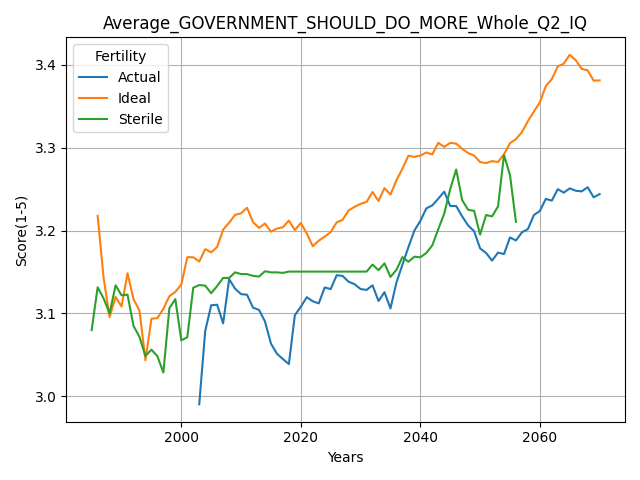 Average_GOVERNMENT_SHOULD_DO_MORE_Whole_Q2_IQ
Fertility
Actual
Ideal
Sterile
Score(1-5)
3.4
3.3
3.2
3.1
3.0
2000
2020
2040
2060
Years